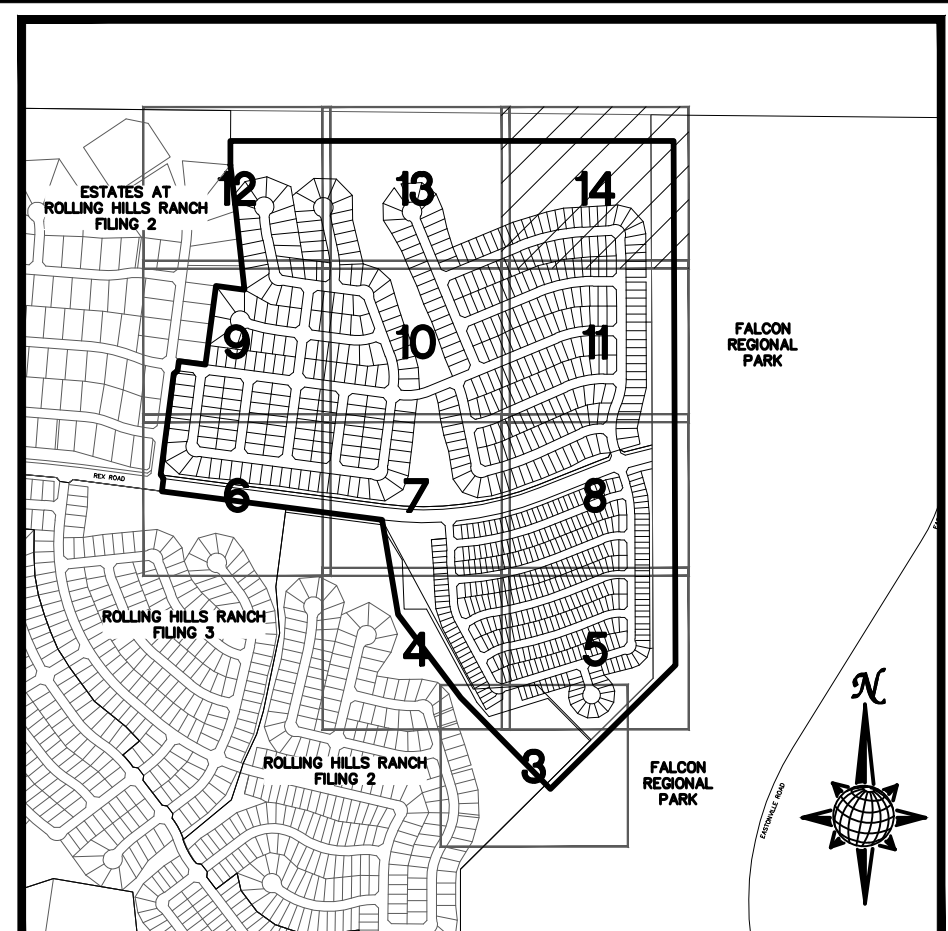 12
13
14
ESTATES AT
ROLLING HILLS RANCH
FILING 2
9
10
11
FALCON
REGIONAL
PARK
REX ROAD
6
7
8
ROLLING HILLS RANCH
FILING 3
4
5
N
ROLLING HILLS RANCH
FILING 2
3
FALCON
REGIONAL
PARK
EASTONVILLE ROAD